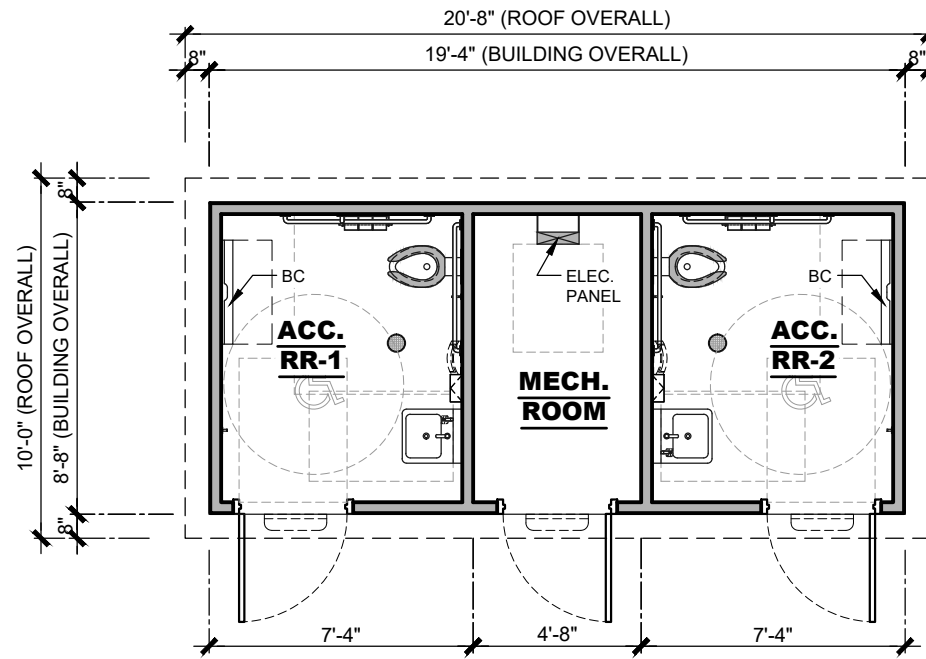 20'-8" (ROOF OVERALL)
8"
19'-4" (BUILDING OVERALL)
8"
10'-0" (ROOF OVERALL)
8'-8" (BUILDING OVERALL)
8"
8"
BC
ELEC.
PANEL
BC
ACC.
RR-1
MECH.
ROOM
ACC.
RR-2
7'-4"
4'-8"
7'-4"